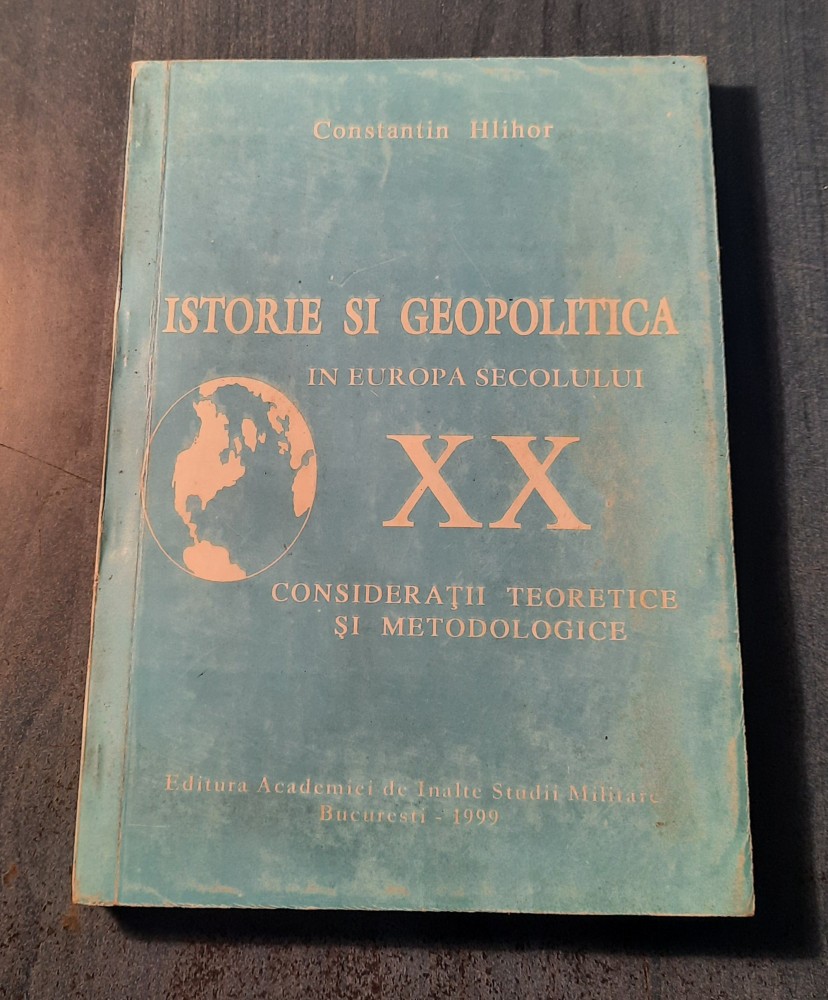 Constantin Hlihor
ISTORIE SI GEOPOLITICA
IN EUROPA SECOLULUI
XX
CONSIDERAŢII TEORETICE
ŞI METODOLOGICE
Editura Academiei de Inalte Studii Militare
Bucuresti - 1999